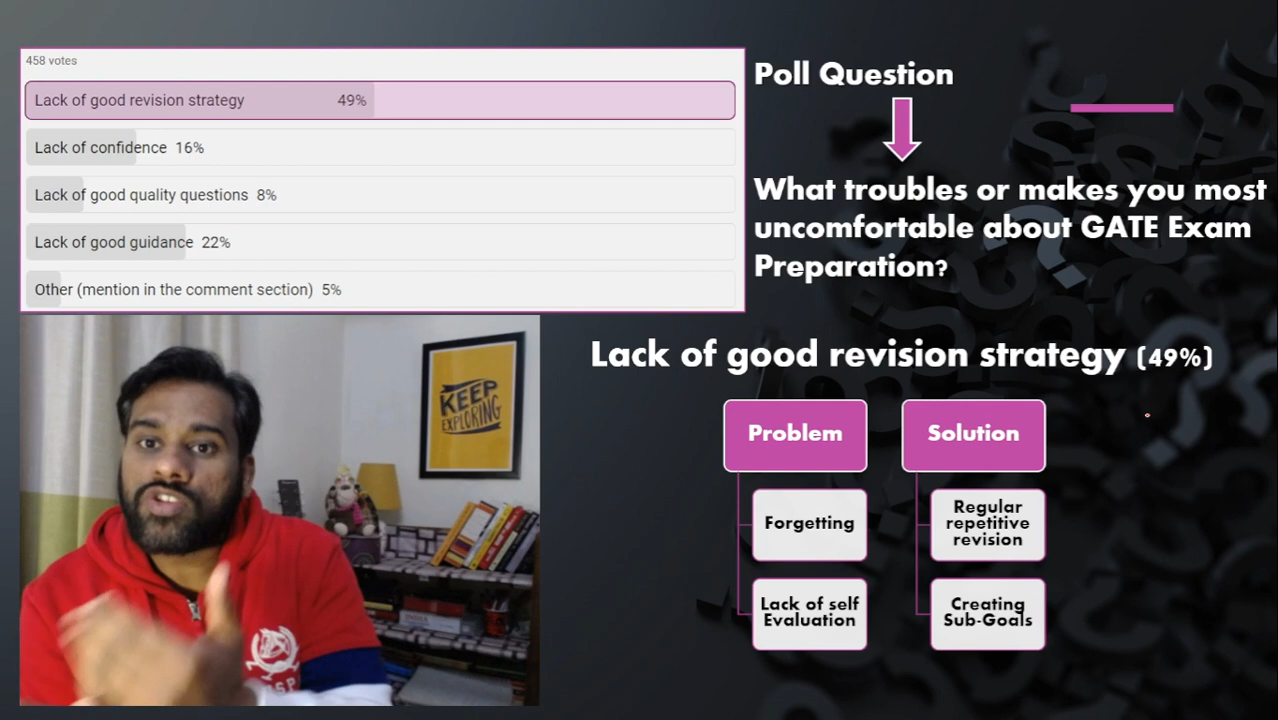 458 votes
Lack of good revision strategy 49%
Lack of confidence 16%
Lack of good quality questions 8%
Lack of good guidance 22%
Other (mention in the comment section) 5%
Poll Question
What troubles or makes you most
uncomfortable about GATE Exam
Preparation?
Lack of good revision strategy (49%)
Problem
Forgetting
Lack of self
Evaluation
Solution
Regular
repetitive
revision
Creating
Sub-Goals
KEEP
EXPLORING